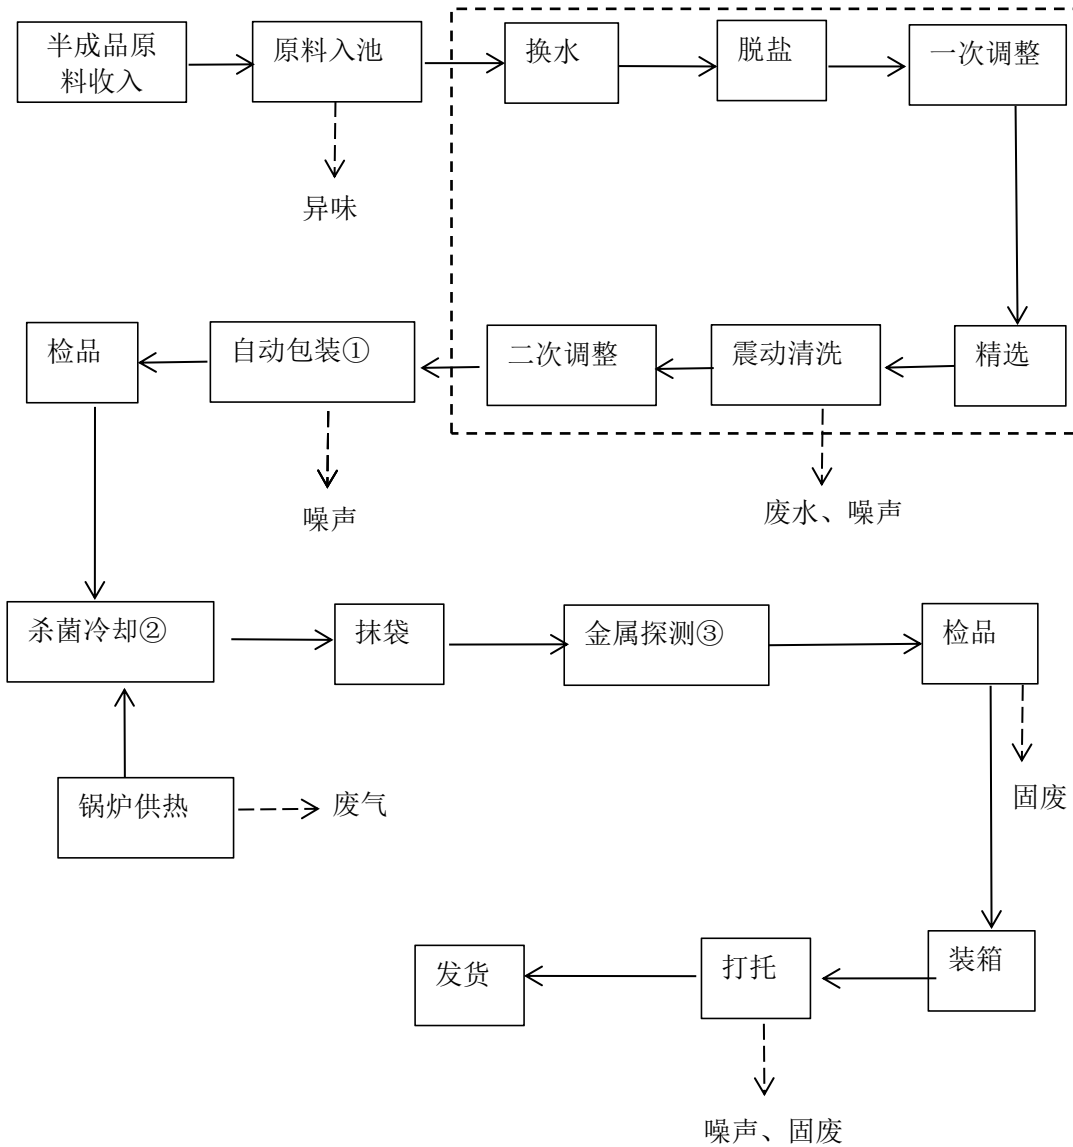 半成品原
料收入
原料入池
换水
脱盐
一次调整
异味
检品
自动包装①
二次调整
震动清洗
精选
噪声
废水、噪声
杀菌冷却②
抹袋
金属探测③
检品
锅炉供热
废气
固废
发货
打托
装箱
噪声、固废